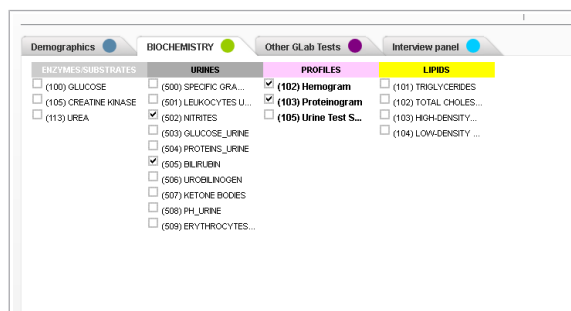 Demographics BIOCHEMISTRY Other GLab Tests Interview panel
ENZYMES/SUBSTRATES URINES PROFILES LIPIDS
(100) GLUCOSE (500) SPECIFIC GRA... (102) Hemogram (101) TRIGLYCERIDES
(105) CREATINE KINASE (501) LEUKOCYTES U... (103) Proteinogram (102) TOTAL CHOLES...
(113) UREA (502) NITRITES (105) Urine Test S... (103) HIGH-DENSITY...
(503) GLUCOSE_URINE (104) LOW-DENSITY ...
(504) PROTEINS_URINE
(505) BILIRUBIN
(506) UROBILINOGEN
(507) KETONE BODIES
(508) PH_URINE
(509) ERYTHROCYTES...